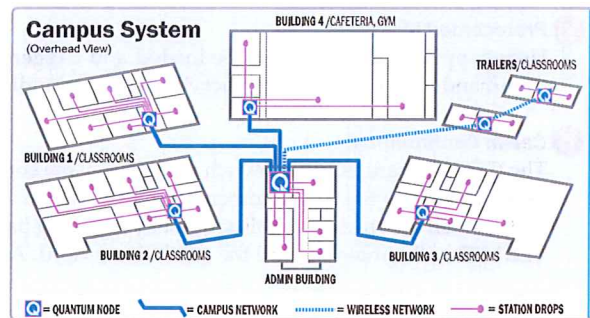 Campus System
(Overhead View)
BUILDING 4 /CAFETERIA, GYM
TRAILERS/CLASSROOMS
BUILDING 1 /CLASSROOMS
BUILDING 2 /CLASSROOMS
BUILDING 3 /CLASSROOMS
ADMIN BUILDING
= QUANTUM NODE
= CAMPUS NETWORK
= WIRELESS NETWORK
= STATION DROPS